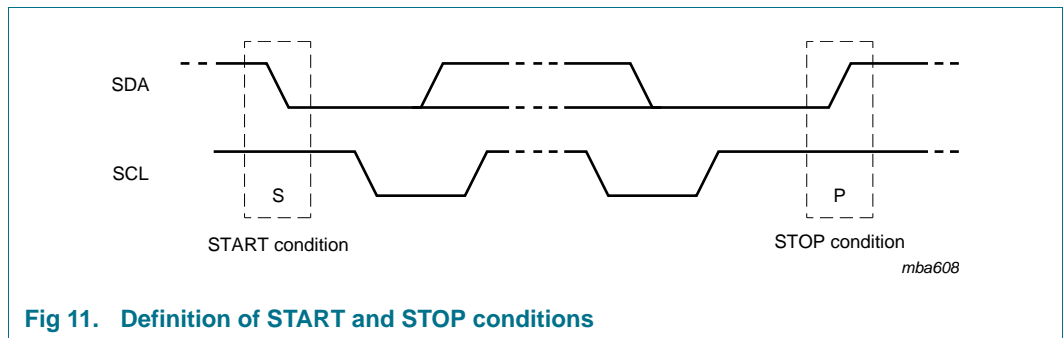 SDA
SCL
S
P
START condition
STOP condition
mba608
Fig 11. Definition of START and STOP conditions